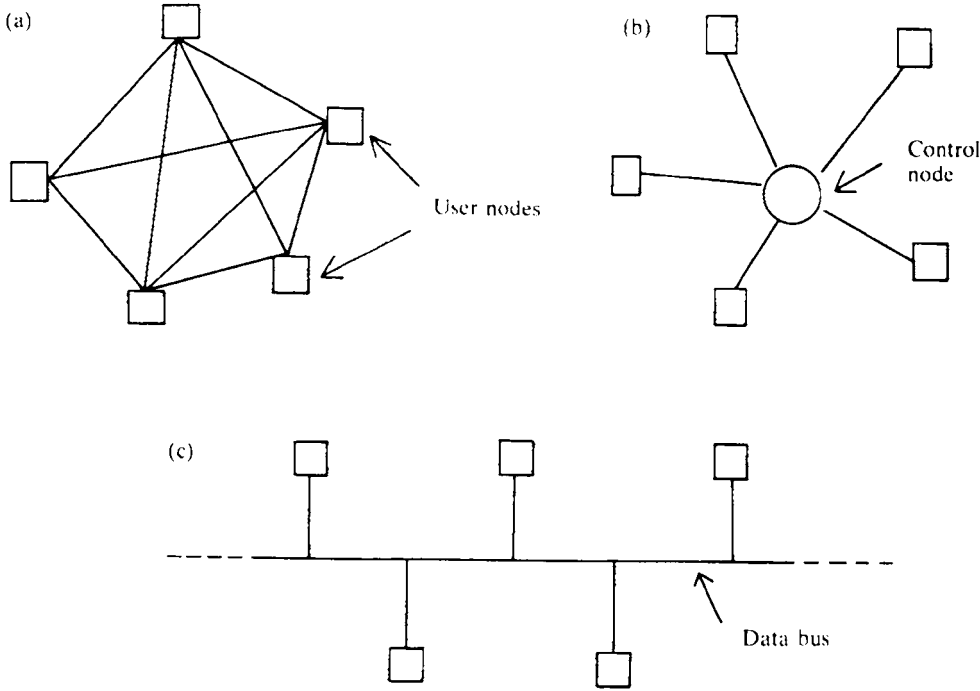 (a)
(b)
User nodes
Control
node
(c)
Data bus